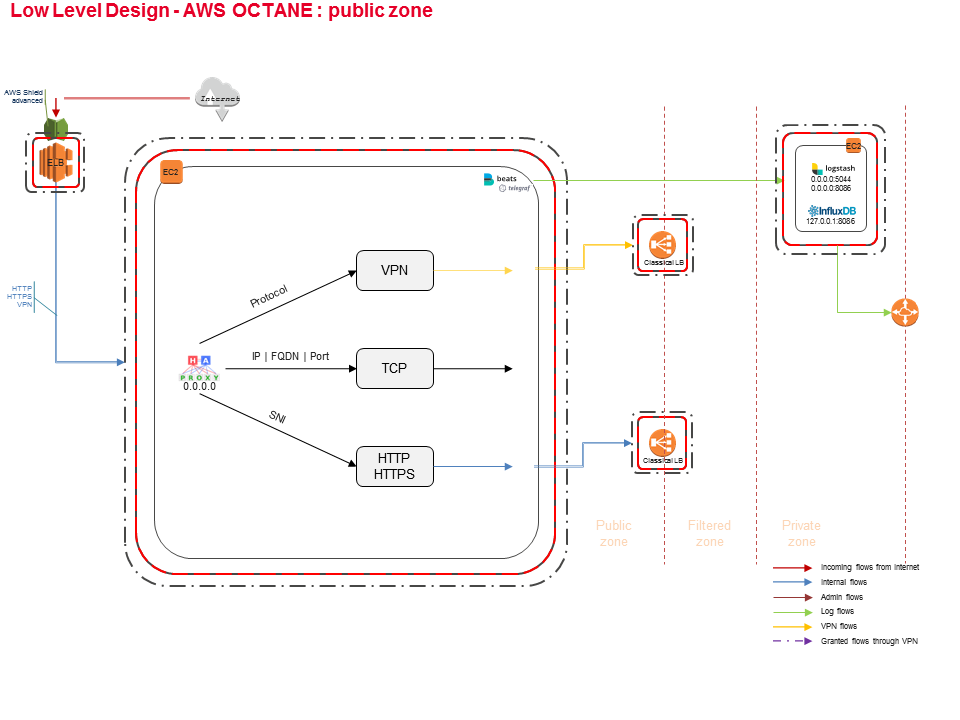 Low Level Design - AWS OCTANE : public zone
AWS Shield
advanced
Internet
ELB
EC2
beats
telegraf
EC2
logstash
0.0.0.0:5044
0.0.0.0:8086
InfluxDB
127.0.0.1:8086
Classical LB
VPN
Protocol
HTTP
HTTPS
VPN
IP | FQDN | Port
TCP
HA
PROXY
0.0.0.0
SNI
HTTP
HTTPS
Classical LB
Public
zone
Filtered
zone
Private
zone
Incoming flows from Internet
Internal flows
Admin flows
Log flows
VPN flows
Granted flows through VPN